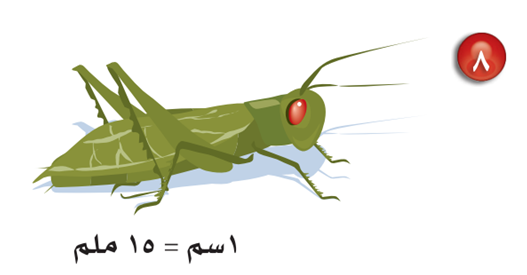 ٨
١سم = ١٥ ملم